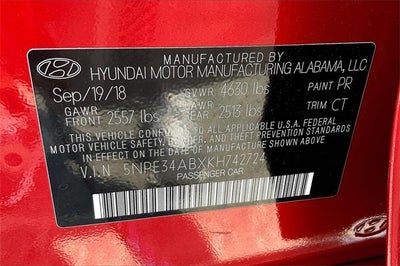 MANUFACTURED BY
HYUNDAI MOTOR MANUFACTURING ALABAMA, LLC
Sep/19/18 GVWR 4630 lbs PAINT PR
GAWR FRONT 2557 lbs GAWR REAR 2513 lbs TRIM CT
THIS VEHICLE CONFORMS TO ALL APPLICABLE U.S.A. FEDERAL
MOTOR VEHICLE SAFETY, BUMPER, AND THEFT PREVENTION STANDARDS
IN EFFECT ON THE DATE OF MANUFACTURE SHOWN ABOVE.
V.I.N 5NPE34ABXKH742724
PASSENGER CAR